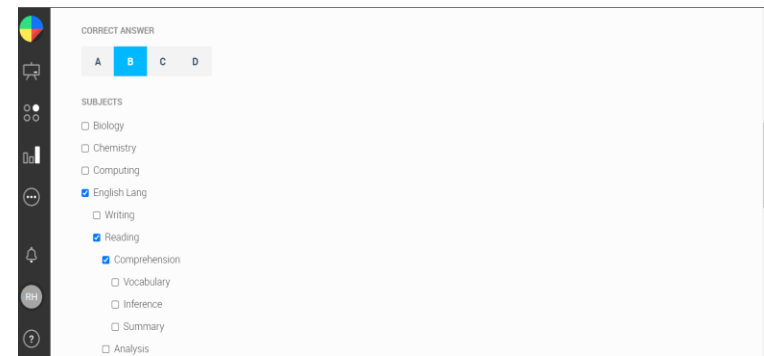 CORRECT ANSWER
A B C D
SUBJECTS
Biology
Chemistry
Computing
English Lang
Writing
Reading
Comprehension
Vocabulary
Inference
RH
Summary
?
Analysis